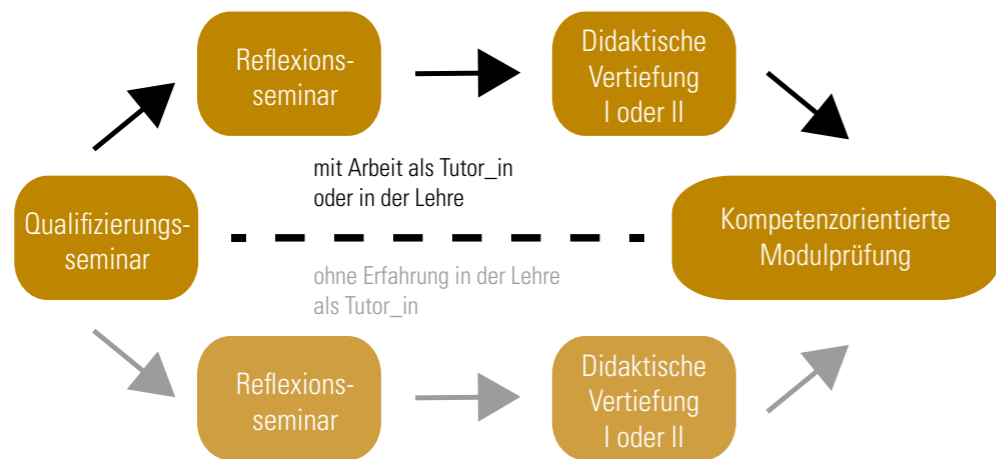 Reflexions-
seminar
Didaktische
Vertiefung
I oder II
mit Arbeit als Tutor_in
oder in der Lehre
Qualifizierungs-
seminar
Kompetenzorientierte
Modulprüfung
ohne Erfahrung in der Lehre
als Tutor_in
Reflexions-
seminar
Didaktische
Vertiefung
I oder II